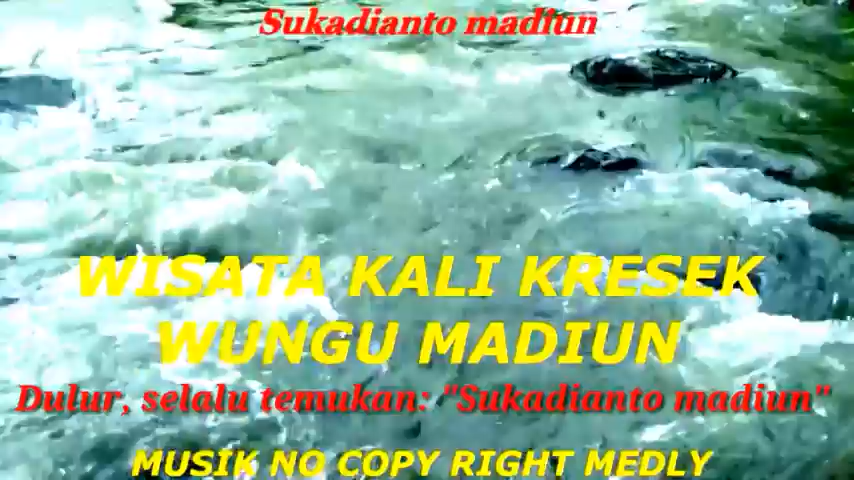 Sukadianto madiun
WISATA KALI KRESEK
WUNGU MADIUN
Dulur, selalu temukan: "Sukadianto madiun"
MUSIK NO COPY RIGHT MEDLY